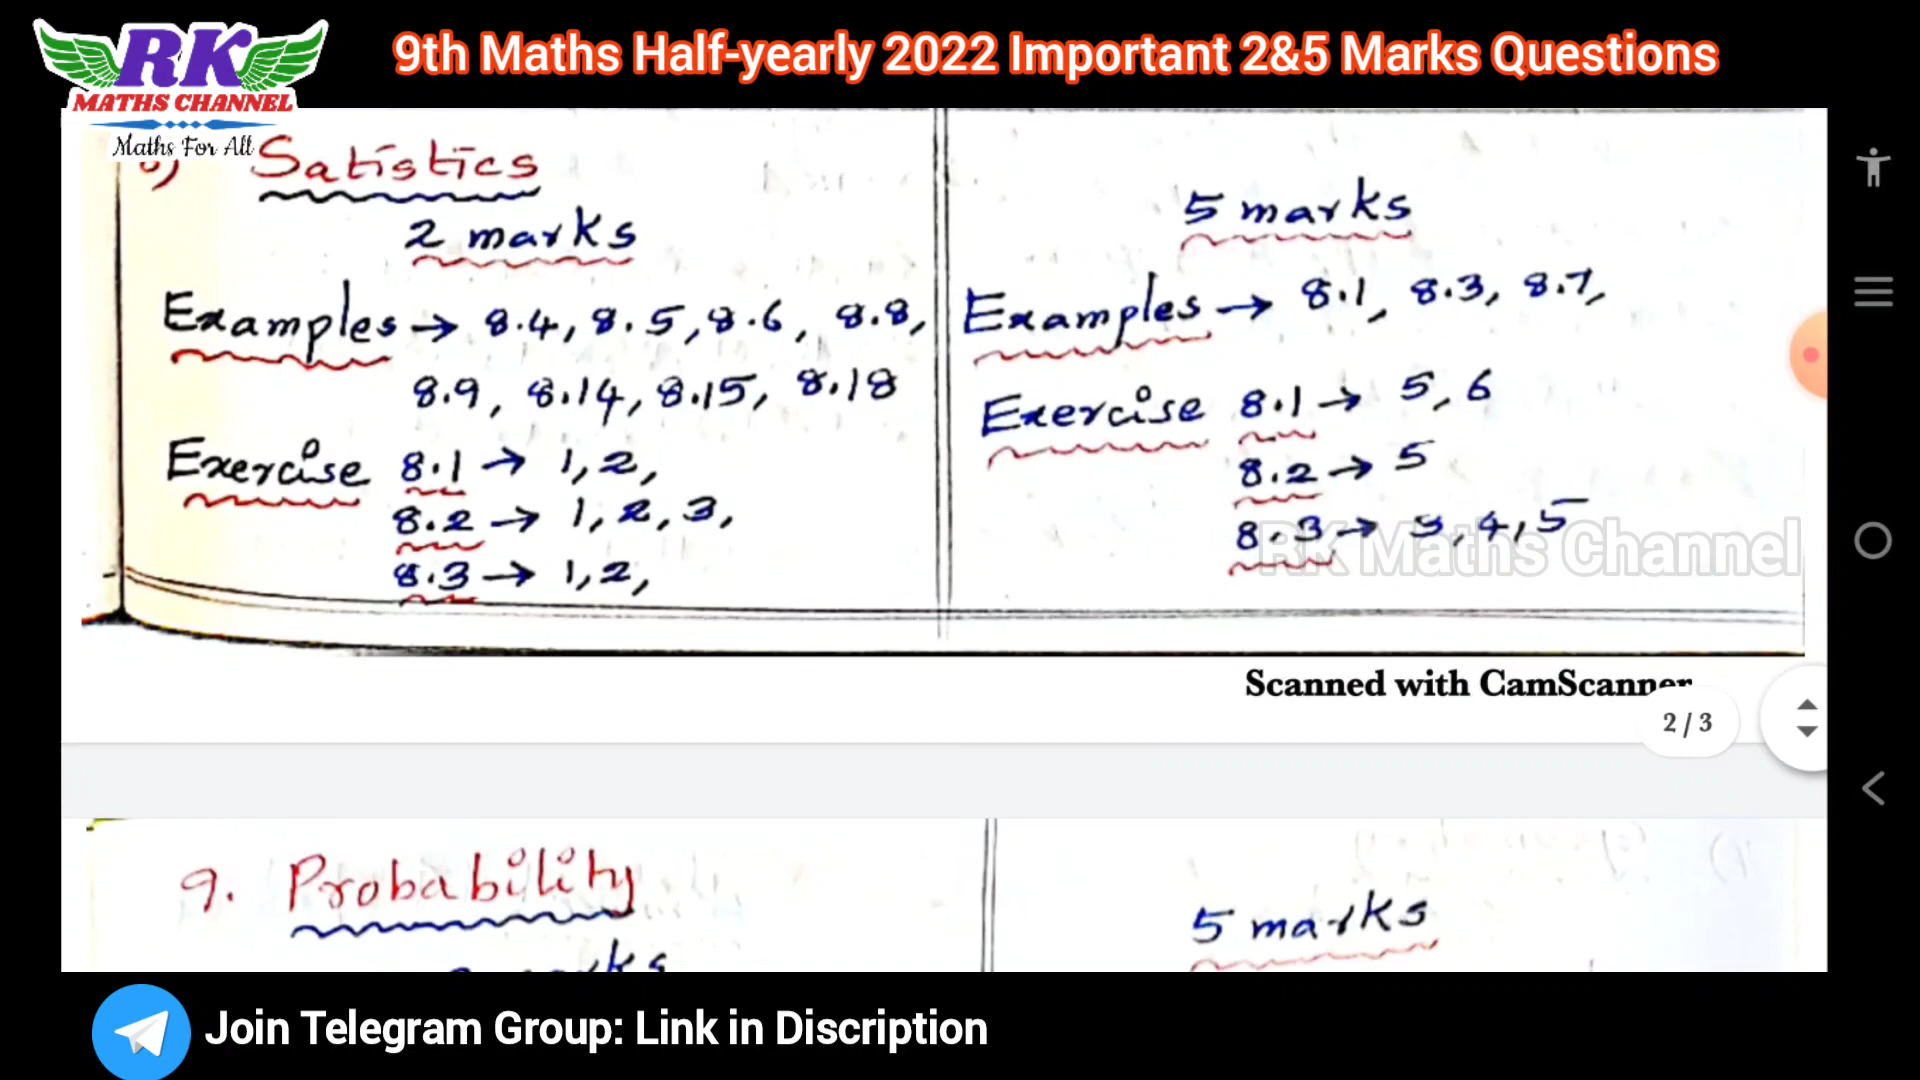 RK
MATHS CHANNEL
Maths For All
9th Maths Half-yearly 2022 Important 2&5 Marks Questions
Satistics
2 marks
Examples → 8.4, 8.5, 8.6, 8.8,
8.9, 8.14, 8.15, 8.18
Exercise 8.1 → 1, 2,
8.2 → 1, 2, 3,
8.3 → 1, 2,
5 marks
Examples → 8.1, 8.3, 8.7,
Exercise 8.1 → 5, 6
8.2 → 5
8.3 → 3, 4, 5
RK Maths Channel
Scanned with CamScanner
2 / 3
9. Probability
5 marks
Join Telegram Group: Link in Discription